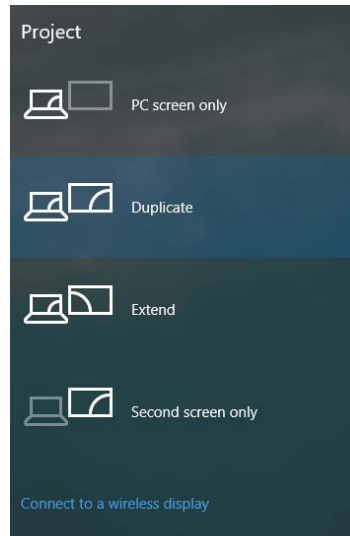 Project
PC screen only
Duplicate
Extend
Second screen only
Connect to a wireless display